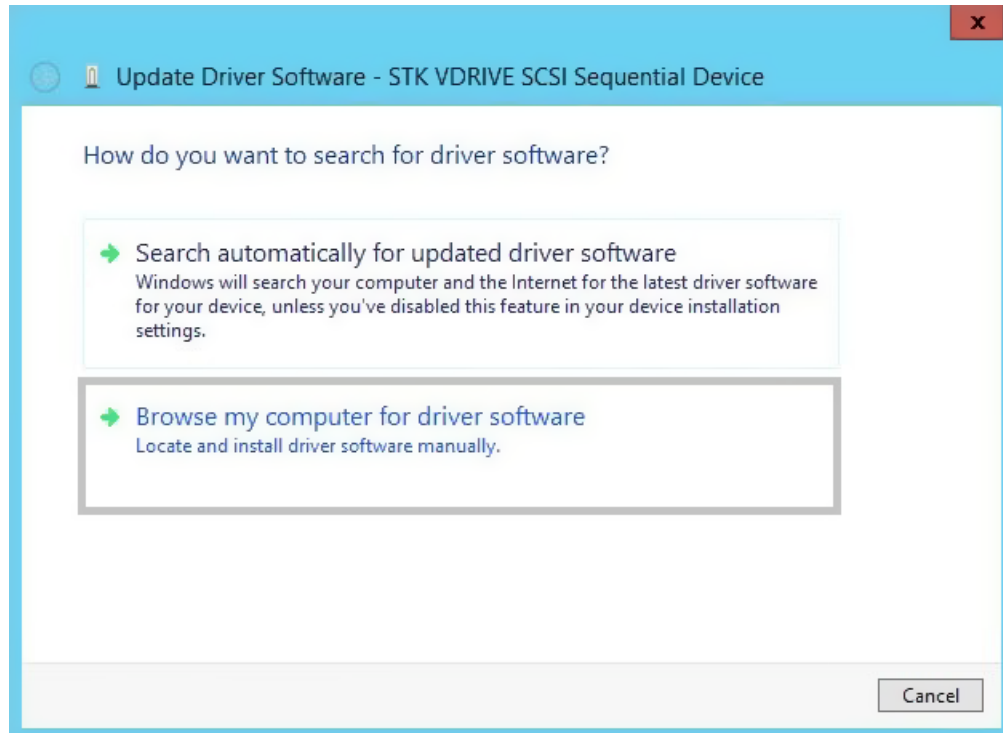 x
Update Driver Software - STK VDRIVE SCSI Sequential Device
How do you want to search for driver software?
Search automatically for updated driver software
Windows will search your computer and the Internet for the latest driver software
for your device, unless you've disabled this feature in your device installation
settings.
Browse my computer for driver software
Locate and install driver software manually.
Cancel